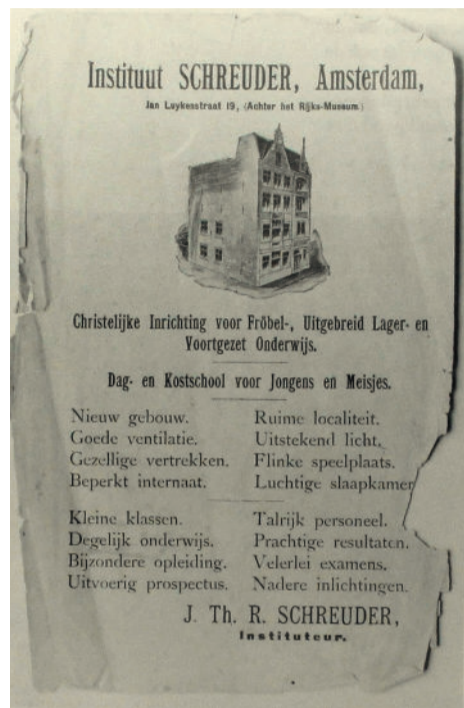 Instituut SCHREUDER, Amsterdam,
Jan Luykenstraat 19, (Achter het Rijks-Museum)
Christelijke Inrichting voor Fröbel-, Uitgebreid Lager- en
Voortgezet Onderwijs.
Dag- en Kostschool voor Jongens en Meisjes.
Nieuw gebouw. Ruime localiteit.
Goede ventilatie. Uitstekend licht.
Gezellige vertrekken. Flinke speelplaats.
Beperkt internaat. Luchtige slaapkamer
Kleine klassen. Talrijk personeel.
Degelijk onderwijs. Prachtige resultaten.
Bijzondere opleiding. Velerlei examens.
Uitvoerig prospectus. Nadere inlichtingen.
J. Th. R. SCHREUDER,
Instituteur.